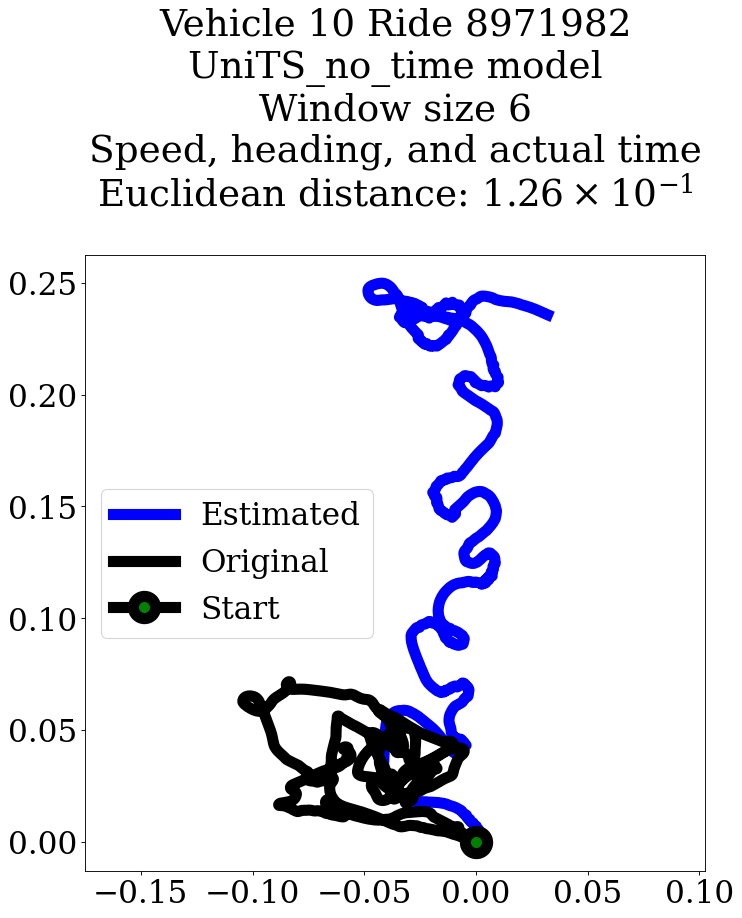 Vehicle 10 Ride 8971982
UniTS_no_time model
Window size 6
Speed, heading, and actual time
Euclidean distance: 1.26 × 10⁻¹
0.25
0.20
0.15
0.10
0.05
0.00
Estimated
Original
Start
−0.15 −0.10 −0.05 0.00 0.05 0.10